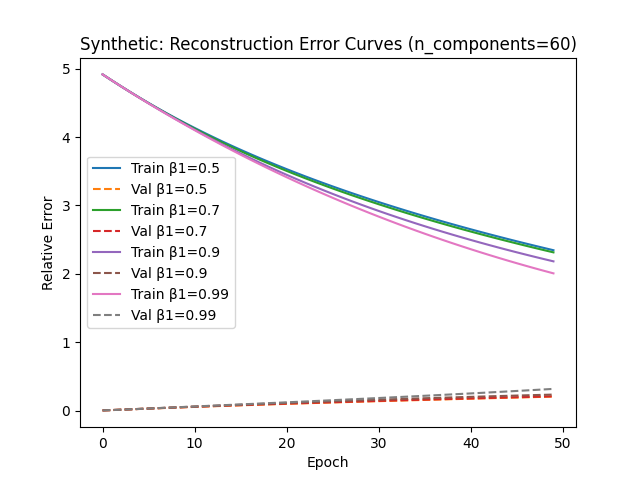 Synthetic: Reconstruction Error Curves (n_components=60)
Relative Error
5
4
3
2
1
0
Train β1=0.5
Val β1=0.5
Train β1=0.7
Val β1=0.7
Train β1=0.9
Val β1=0.9
Train β1=0.99
Val β1=0.99
0 10 20 30 40 50
Epoch